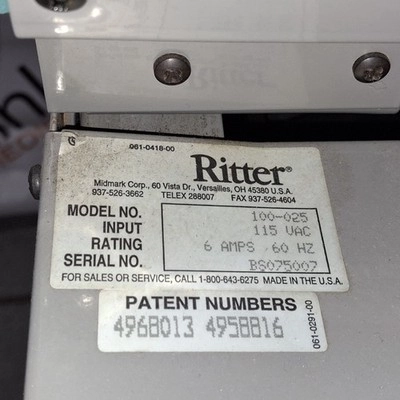 061-0418-00
Ritter®
Midmark Corp., 60 Vista Dr., Versailles, OH 45380 U.S.A.
937-526-3662 TELEX 288007 FAX 937-526-4604
MODEL NO. 100-025
INPUT 115 VAC
RATING 6 AMPS 60 HZ
SERIAL NO. BS075007
FOR SALES OR SERVICE, CALL 1-800-643-6275 MADE IN THE U.S.A.
PATENT NUMBERS
4968013 4958816
061-0291-00